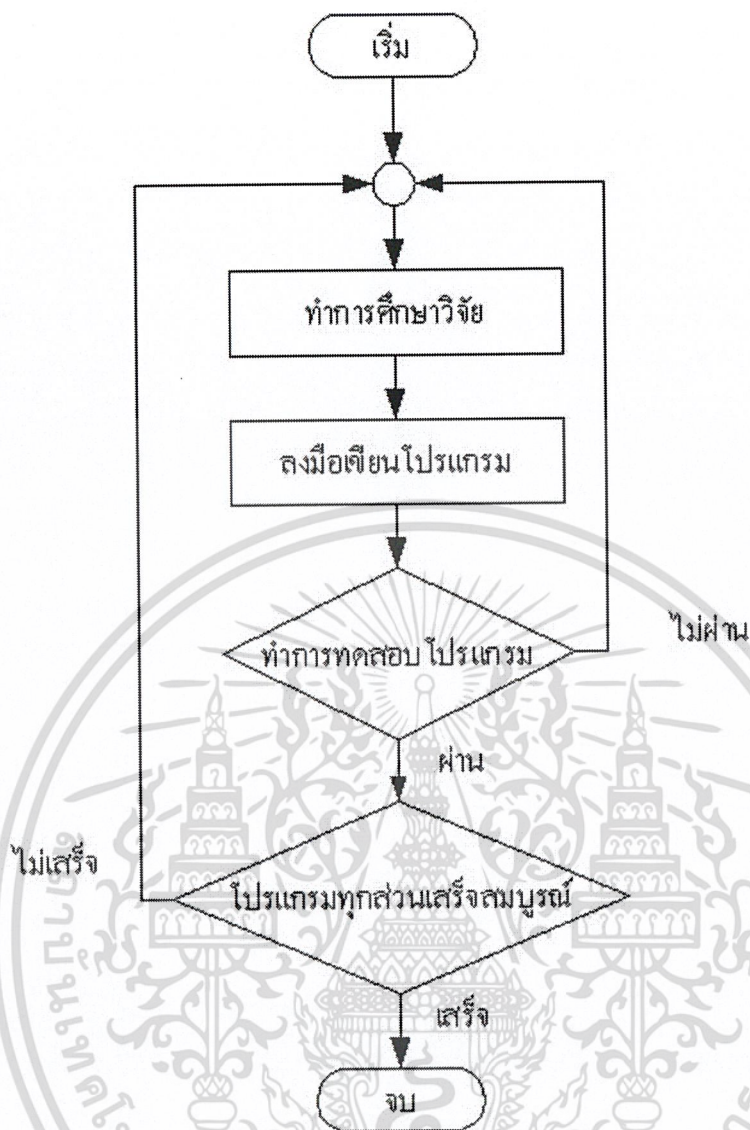 เริ่ม
ทำการศึกษาวิจัย
ลงมือเขียนโปรแกรม
ทำการทดสอบโปรแกรม
ไม่ผ่าน
ผ่าน
ไม่เสร็จ
โปรแกรมทุกส่วนเสร็จสมบูรณ์
เสร็จ
จบ